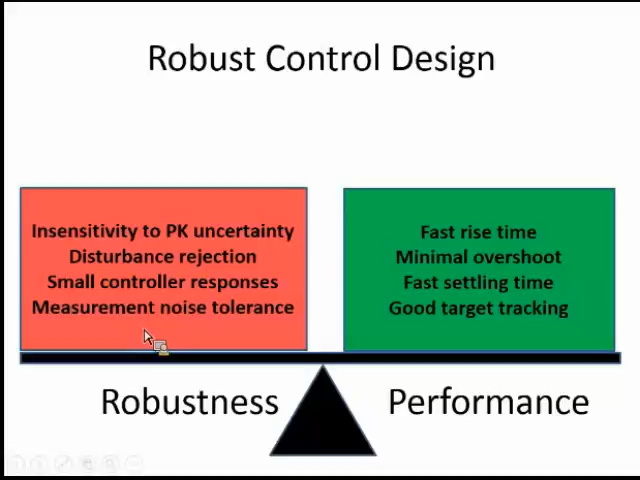 Robust Control Design
Insensitivity to PK uncertainty
Disturbance rejection
Small controller responses
Measurement noise tolerance
Fast rise time
Minimal overshoot
Fast settling time
Good target tracking
Robustness
Performance